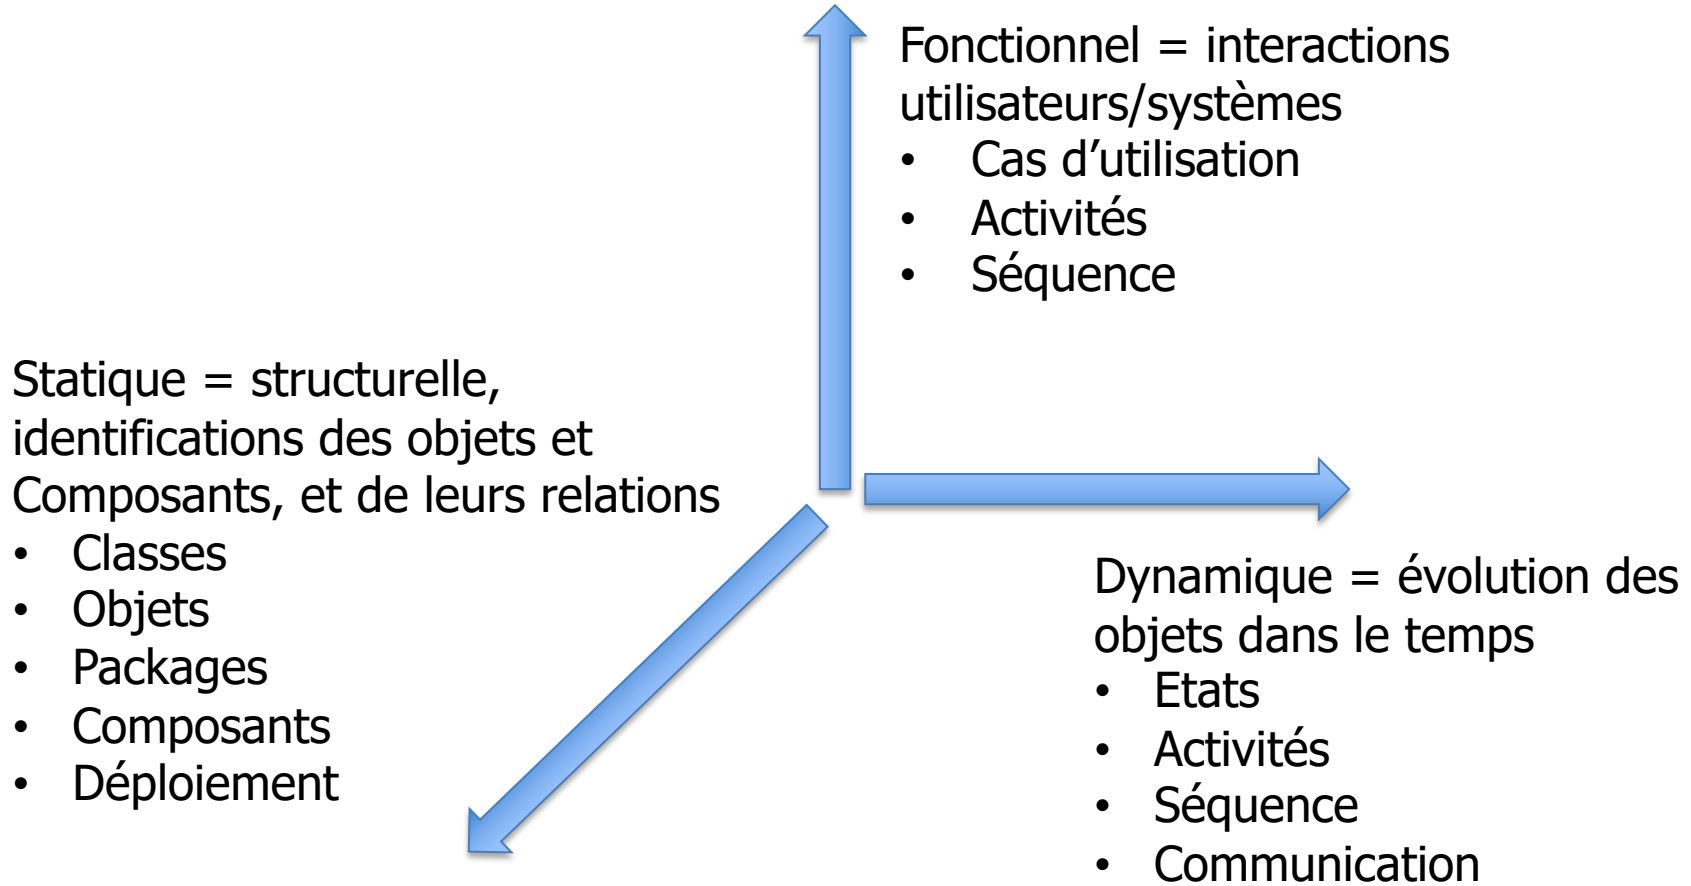 Fonctionnel = interactions
utilisateurs/systèmes
• Cas d’utilisation
• Activités
• Séquence
Statique = structurelle,
identifications des objets et
Composants, et de leurs relations
• Classes
• Objets
• Packages
• Composants
• Déploiement
Dynamique = évolution des
objets dans le temps
• Etats
• Activités
• Séquence
• Communication